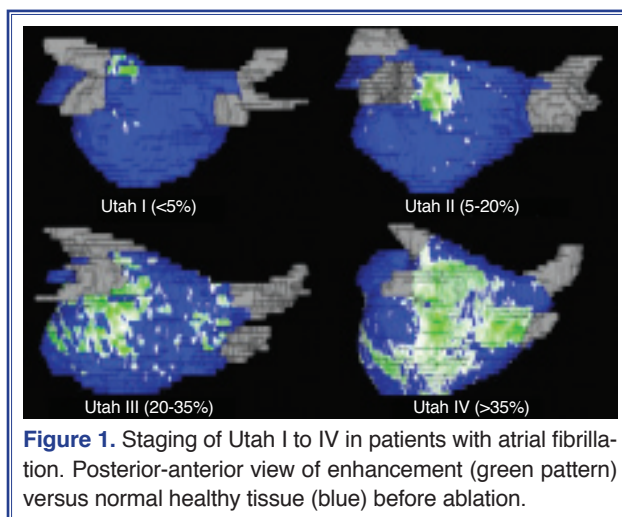 Utah I (<5%)
Utah II (5-20%)
Utah III (20-35%)
Utah IV (>35%)
Figure 1. Staging of Utah I to IV in patients with atrial fibrilla-
tion. Posterior-anterior view of enhancement (green pattern)
versus normal healthy tissue (blue) before ablation.